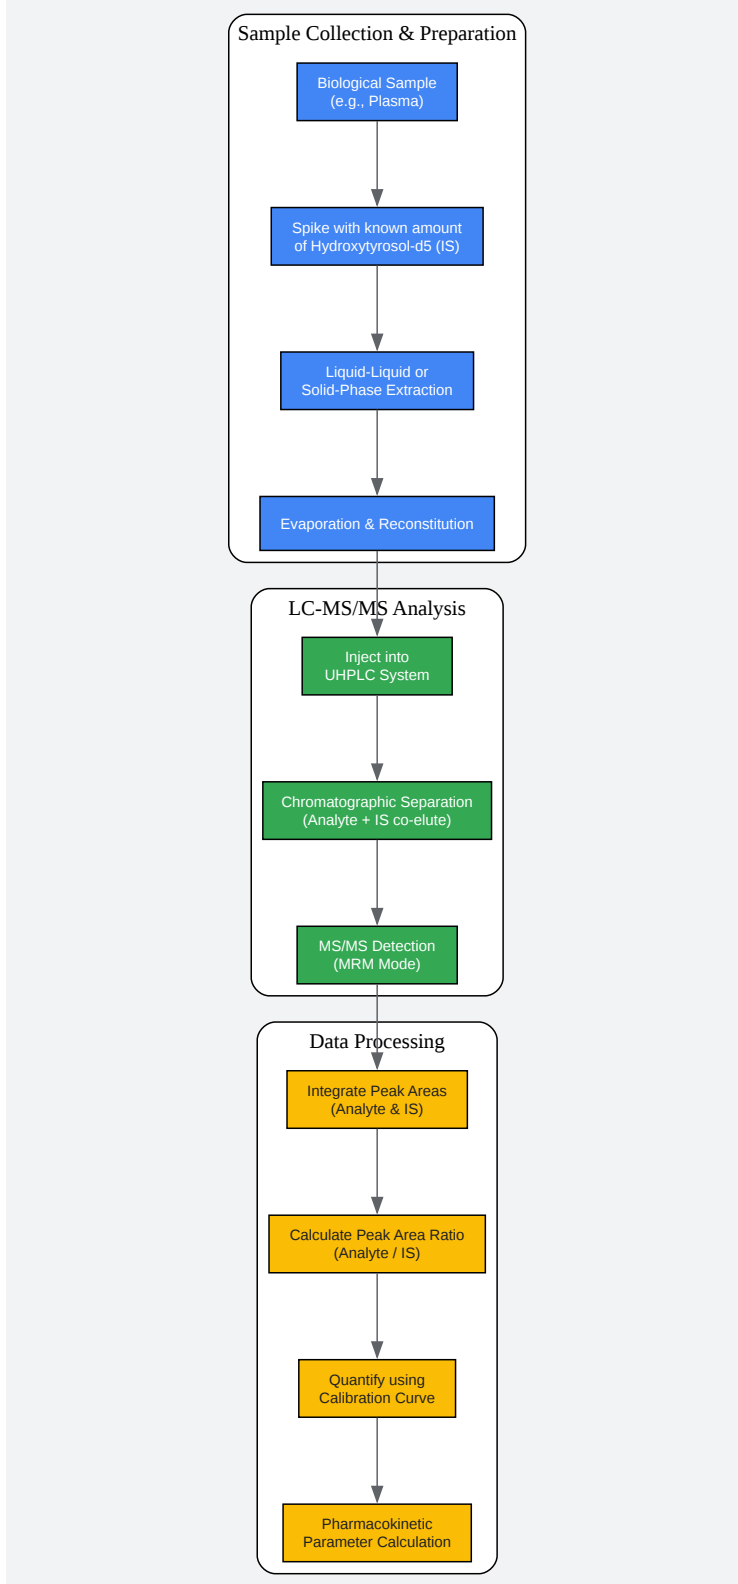 Sample Collection & Preparation
Biological Sample
(e.g., Plasma)
Spike with known amount
of Hydroxytyrosol-d5 (IS)
Liquid-Liquid or
Solid-Phase Extraction
Evaporation & Reconstitution
LC-MS/MS Analysis
Inject into
UHPLC System
Chromatographic Separation
(Analyte + IS co-elute)
MS/MS Detection
(MRM Mode)
Data Processing
Integrate Peak Areas
(Analyte & IS)
Calculate Peak Area Ratio
(Analyte / IS)
Quantify using
Calibration Curve
Pharmacokinetic
Parameter Calculation